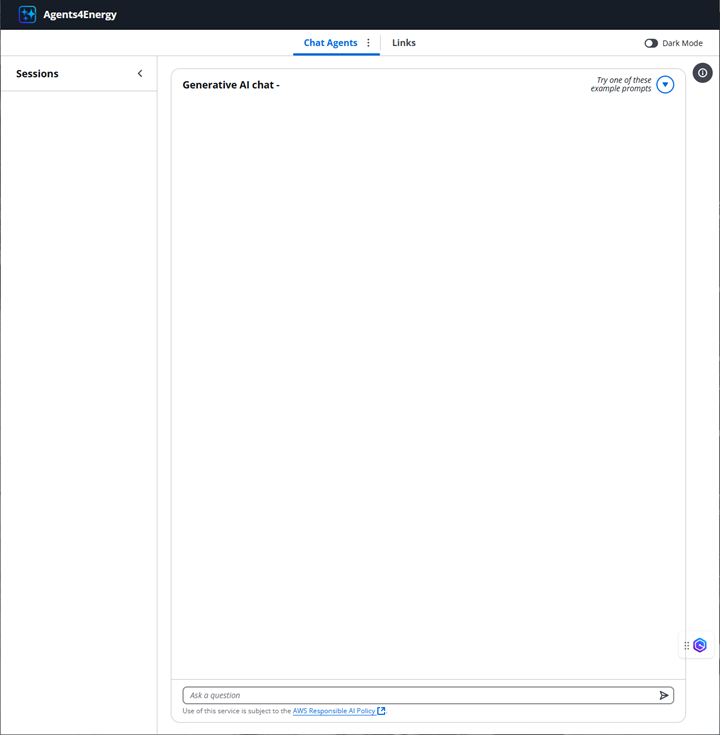 Agents4Energy
Chat Agents
Links
Dark Mode
Sessions
Generative AI chat -
Try one of these
example prompts
Ask a question
Use of this service is subject to the AWS Responsible AI Policy